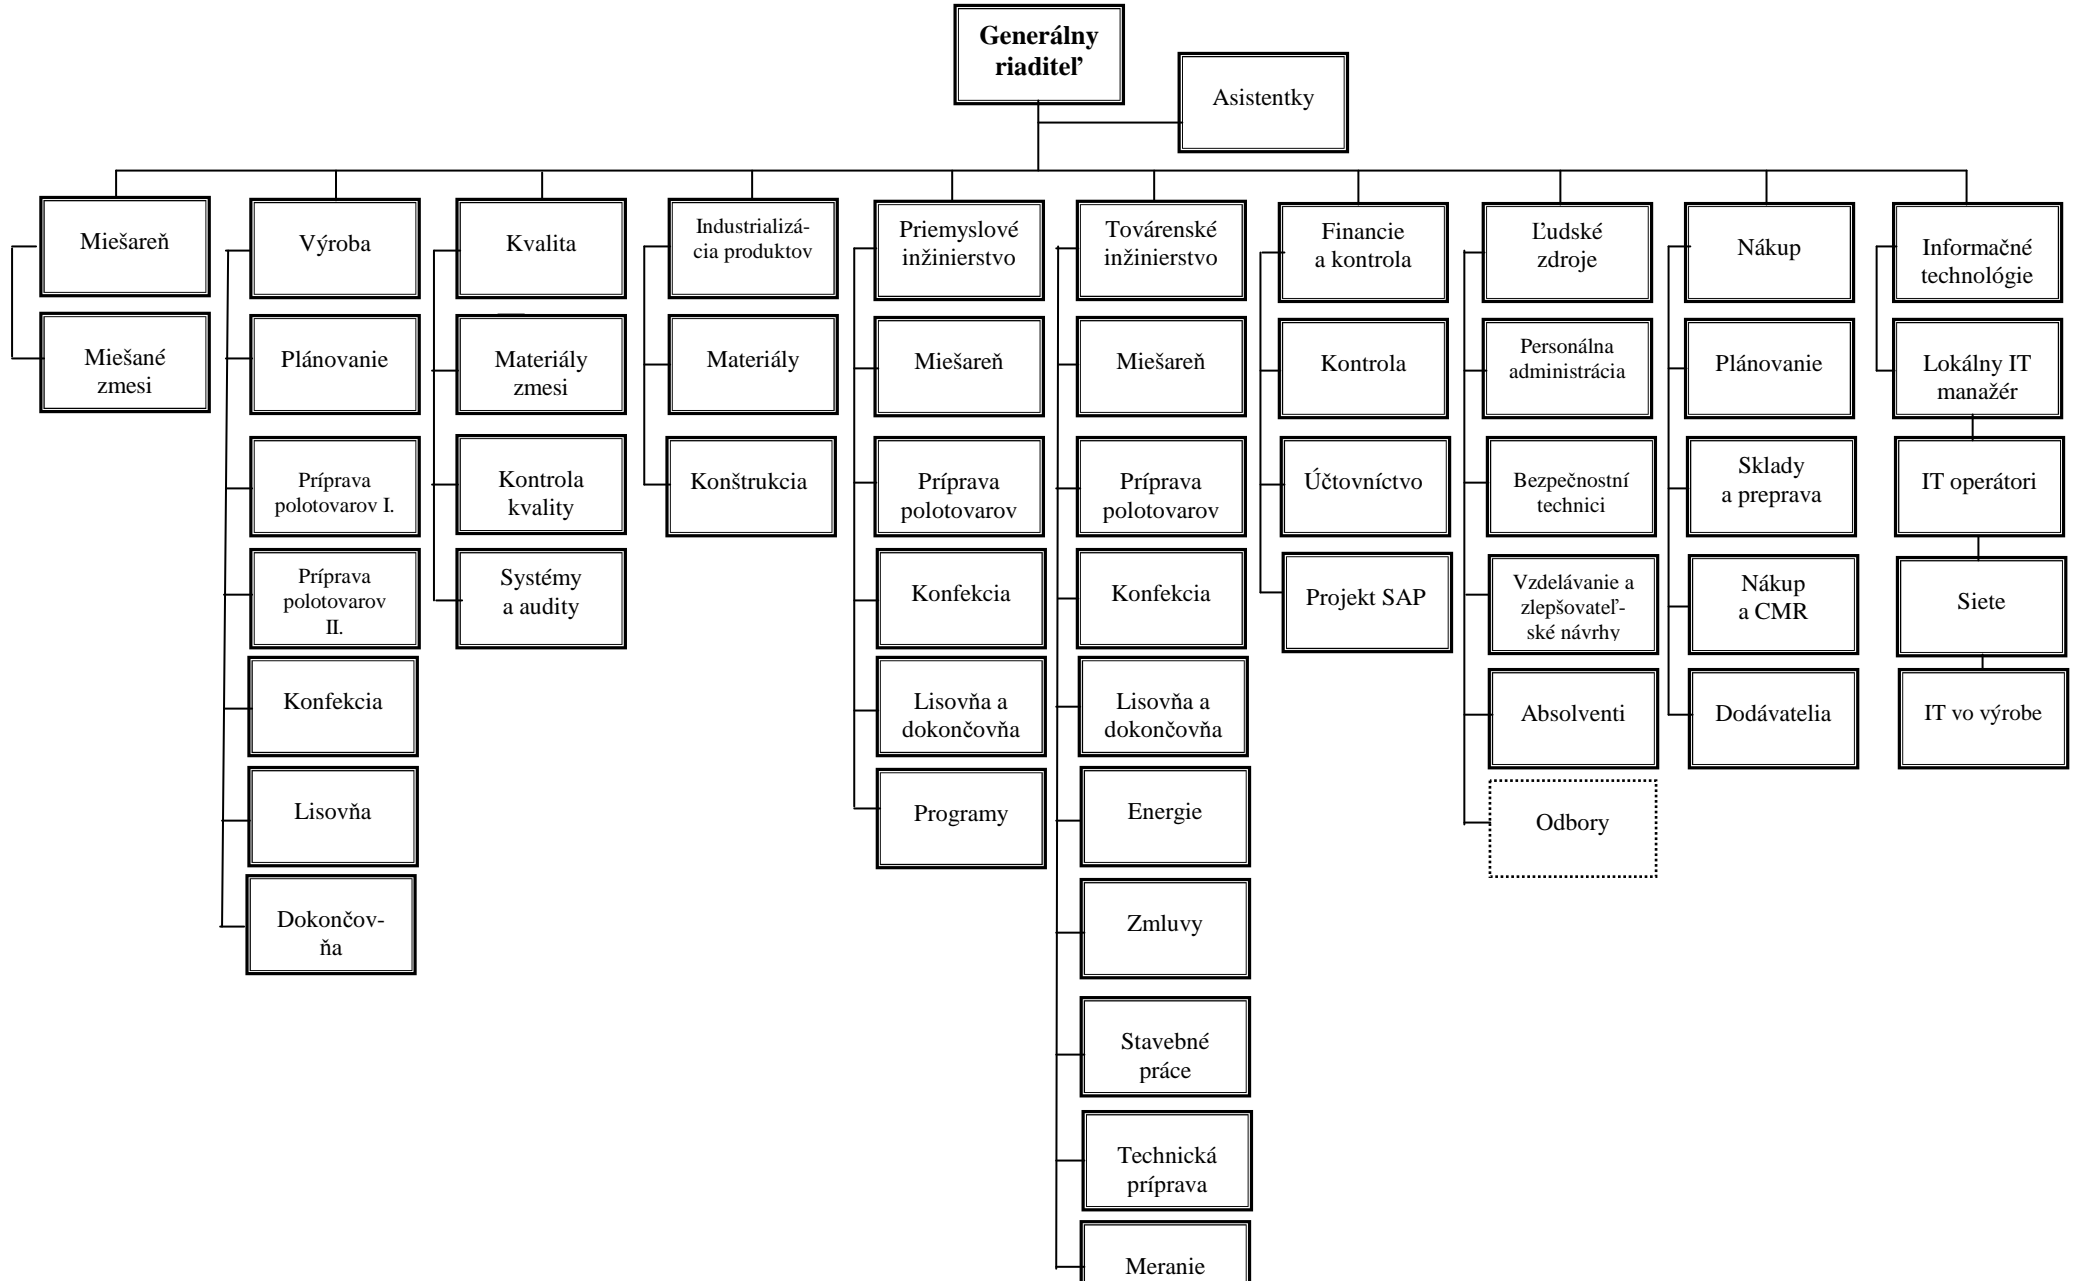 Generálny
riaditeľ
Asistentky
Miešareň
Miešané
zmesi
Výroba
Plánovanie
Príprava
polotovarov I.
Príprava
polotovarov
II.
Konfekcia
Lisovňa
Dokončov-
ňa
Kvalita
Materiály
zmesi
Kontrola
kvality
Systémy
a audity
Industrializá-
cia produktov
Materiály
Konštrukcia
Priemyslové
inžinierstvo
Miešareň
Príprava
polotovarov
Konfekcia
Lisovňa a
dokončovňa
Programy
Továrenské
inžinierstvo
Miešareň
Príprava
polotovarov
Konfekcia
Lisovňa a
dokončovňa
Energie
Zmluvy
Stavebné
práce
Technická
príprava
Meranie
Financie
a kontrola
Kontrola
Účtovníctvo
Projekt SAP
Ľudské
zdroje
Personálna
administrácia
Bezpečnostní
technici
Vzdelávanie a
zlepšovateľ-
ské návrhy
Absolventi
Odbory
Nákup
Plánovanie
Sklady
a preprava
Nákup
a CMR
Dodávatelia
Informačné
technológie
Lokálny IT
manažér
IT operátori
Siete
IT vo výrobe